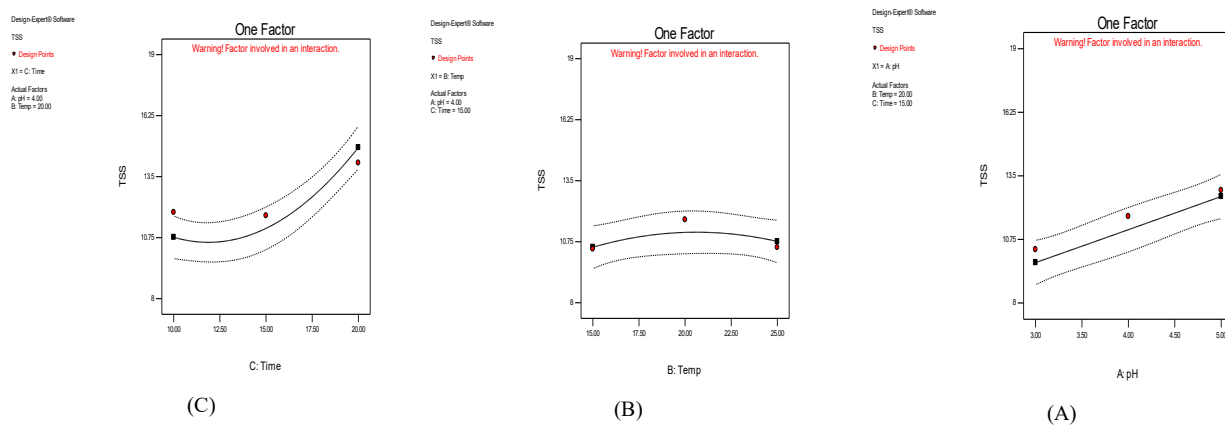 Design-Expert® Software
TSS
Design Points
X1 = C: Time
Actual Factors
A: pH = 4.00
B: Temp = 20.00
One Factor
Warning! Factor involved in an interaction.
19
16.25
13.5
10.75
8
TSS
10.00 12.50 15.00 17.50 20.00
C: Time
(C)
Design-Expert® Software
TSS
Design Points
X1 = B: Temp
Actual Factors
A: pH = 4.00
C: Time = 15.00
One Factor
Warning! Factor involved in an interaction.
19
16.25
13.5
10.75
8
TSS
15.00 17.50 20.00 22.50 25.00
B: Temp
(B)
Design-Expert® Software
TSS
Design Points
X1 = A: pH
Actual Factors
B: Temp = 20.00
C: Time = 15.00
One Factor
Warning! Factor involved in an interaction.
19
16.25
13.5
10.75
8
TSS
3.00 3.50 4.00 4.50 5.00
A: pH
(A)